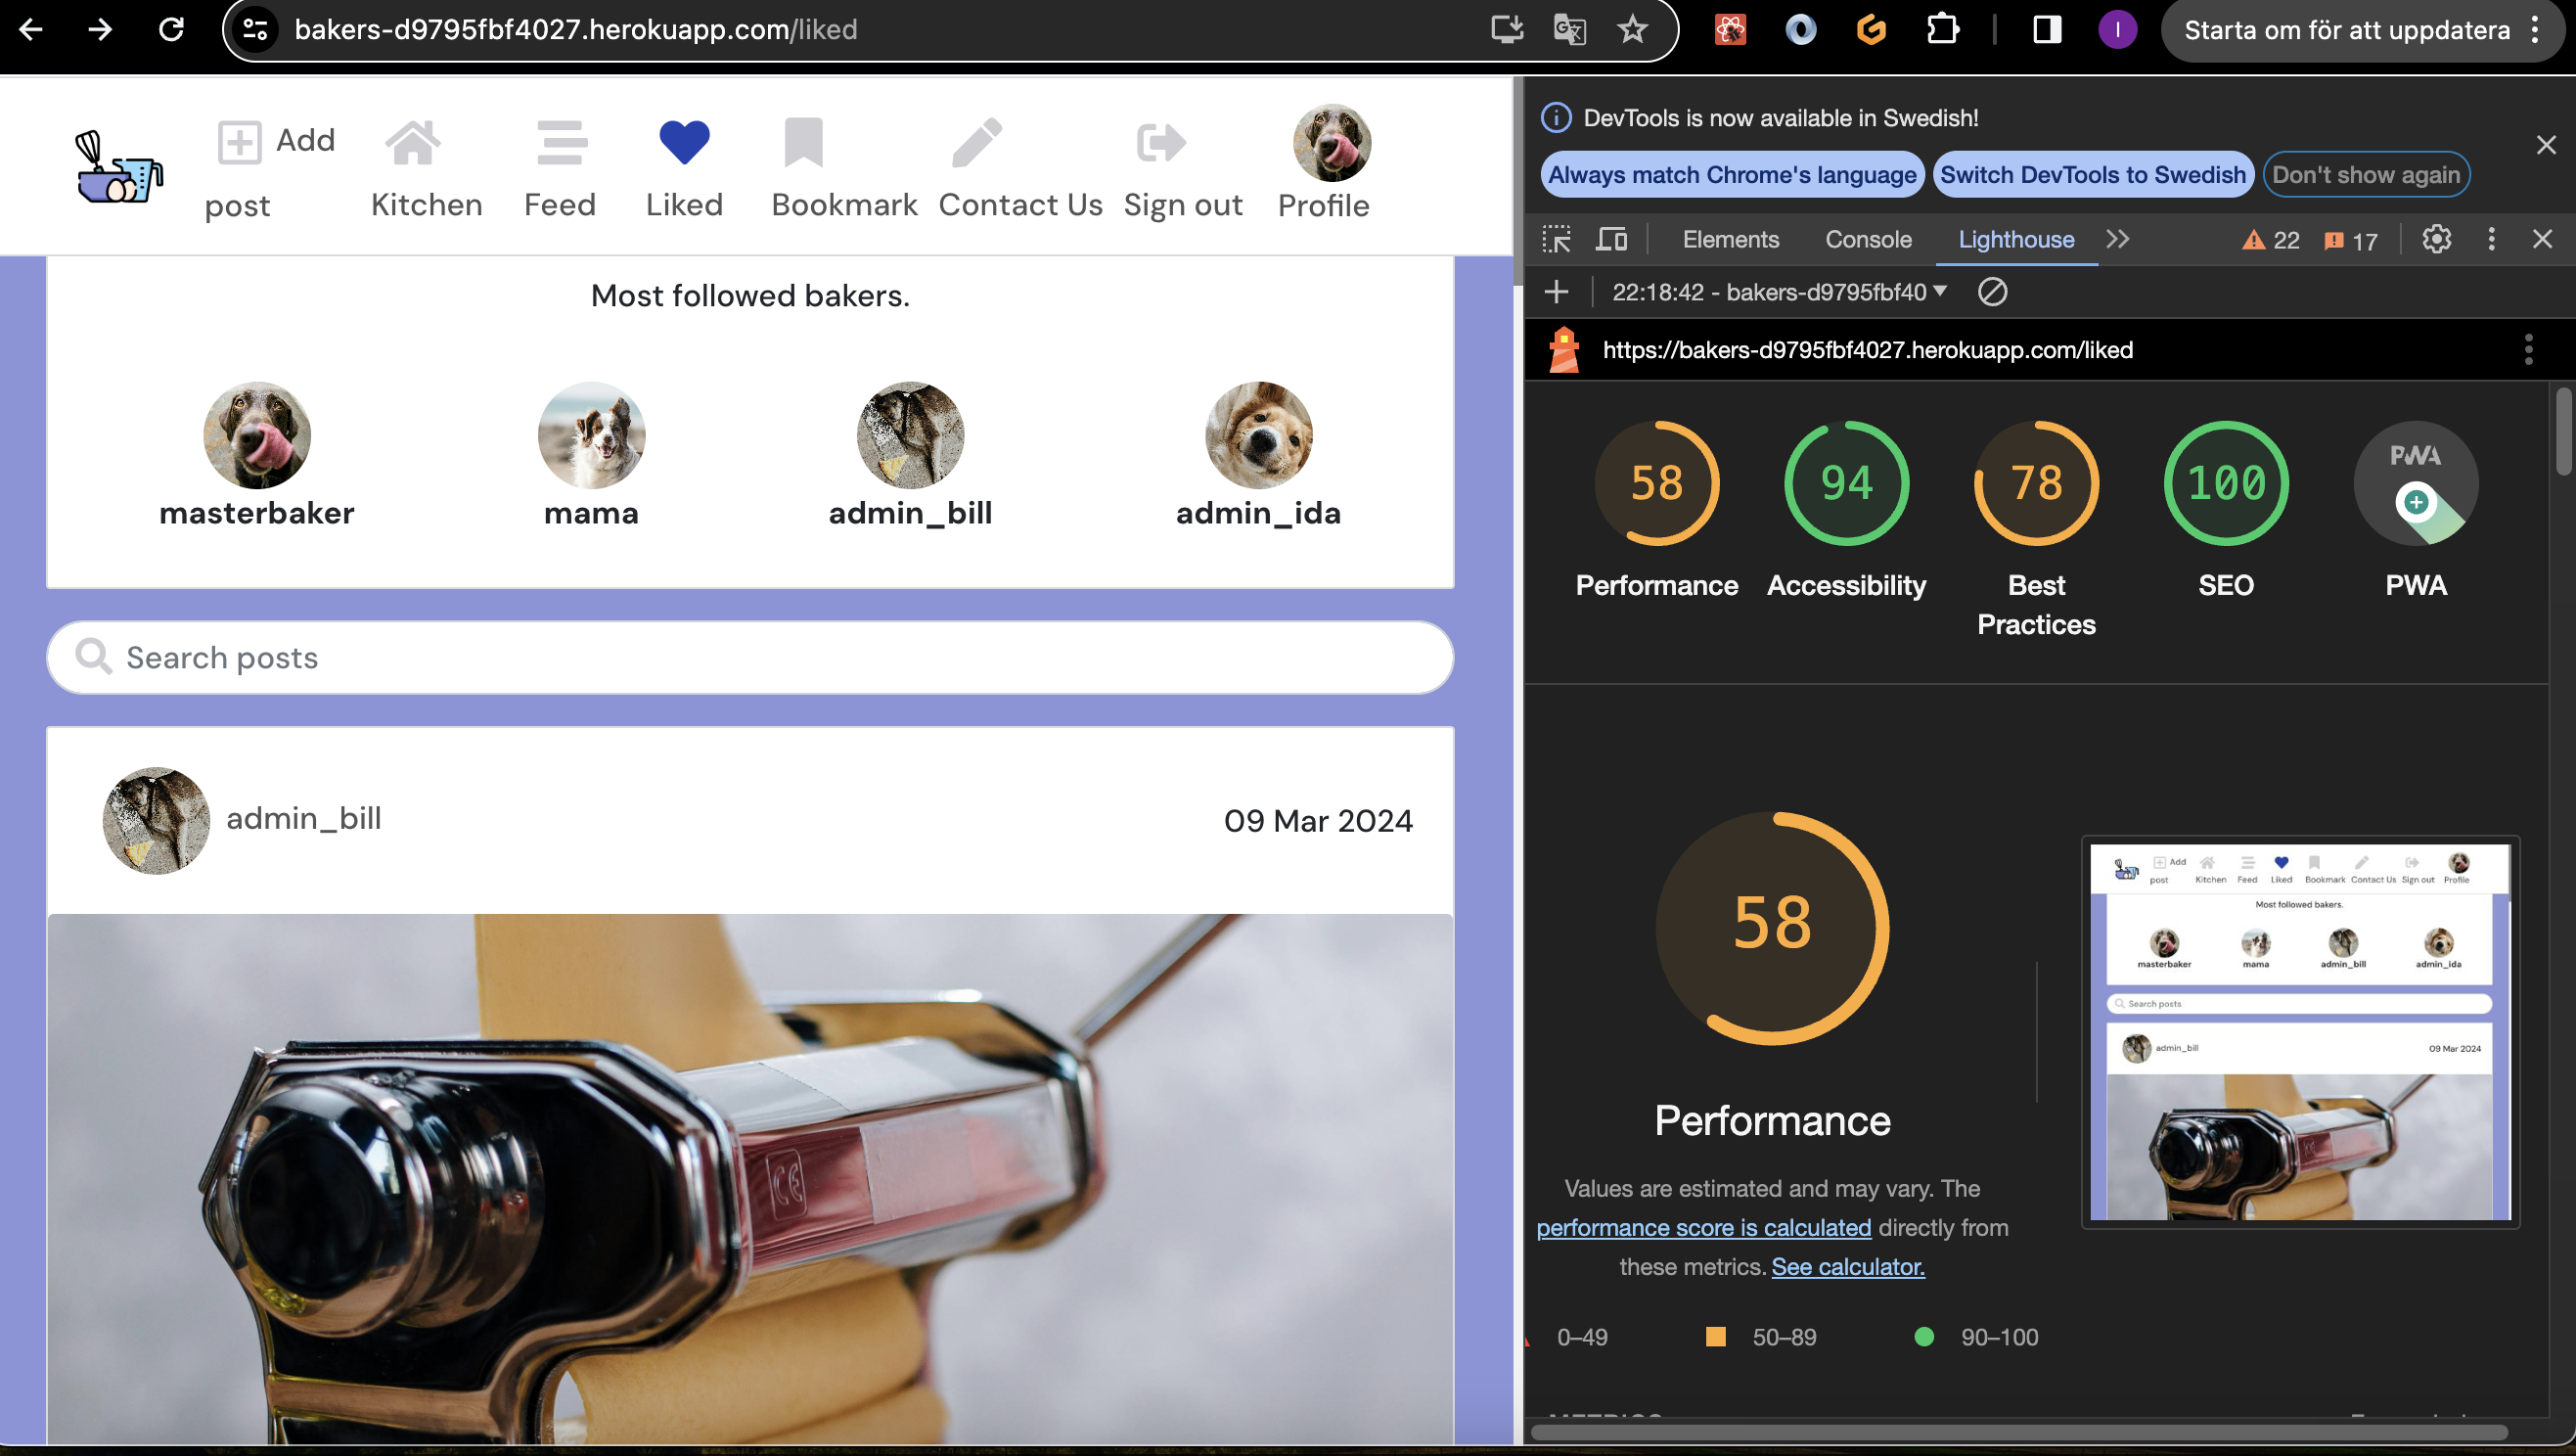 bakers-d9795fbf4027.herokuapp.com/liked
I
Starta om för att uppdatera
Add
post
Kitchen
Feed
Liked
Bookmark
Contact Us
Sign out
Profile
Most followed bakers.
masterbaker
mama
admin_bill
admin_ida
Search posts
admin_bill
09 Mar 2024
CE
DevTools is now available in Swedish!
Always match Chrome's language
Switch DevTools to Swedish
Don't show again
Elements
Console
Lighthouse
22
17
22:18:42 - bakers-d9795fbf40
https://bakers-d9795fbf4027.herokuapp.com/liked
58
94
78
100
PWA
Performance
Accessibility
Best
Practices
SEO
PWA
58
Performance
Values are estimated and may vary. The
performance score is calculated directly from
these metrics. See calculator.
0–49
50–89
90–100
Add
post
Kitchen
Feed
Liked
Bookmark
Contact Us
Sign out
Profile
Most followed bakers.
masterbaker
mama
admin_bill
admin_ida
Search posts
admin_bill
09 Mar 2024